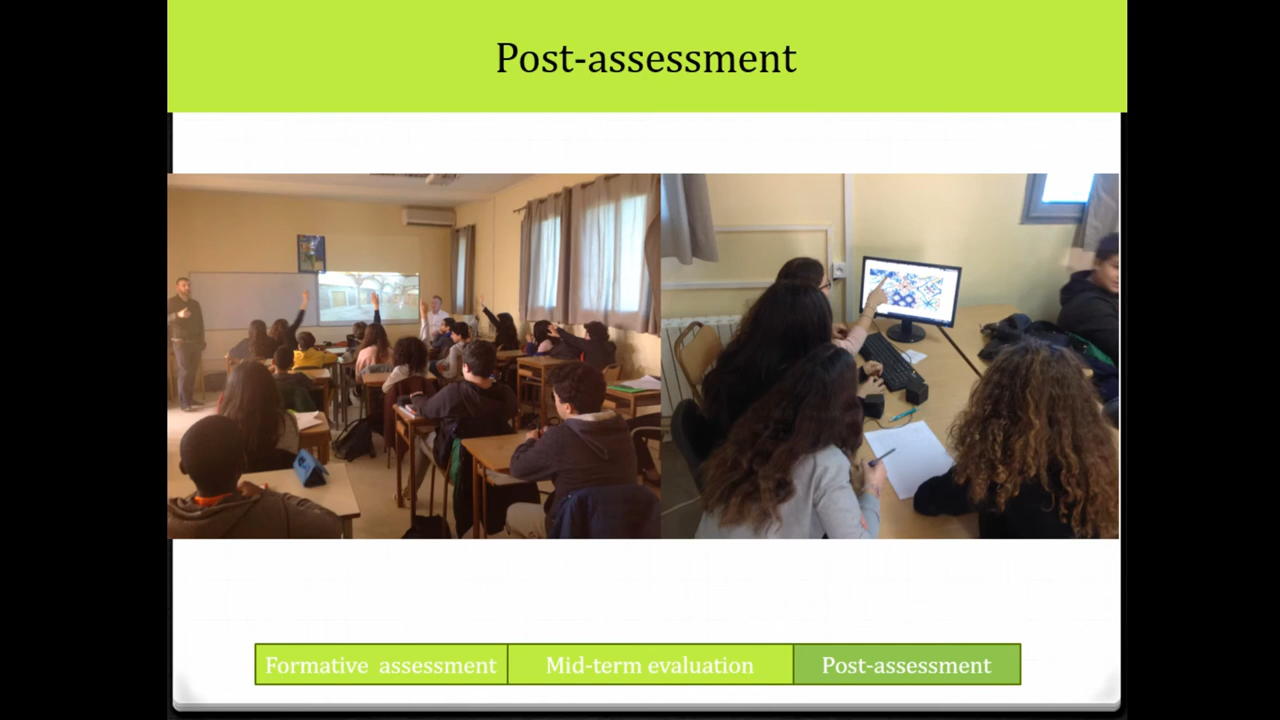 Post-assessment
Formative assessment
Mid-term evaluation
Post-assessment